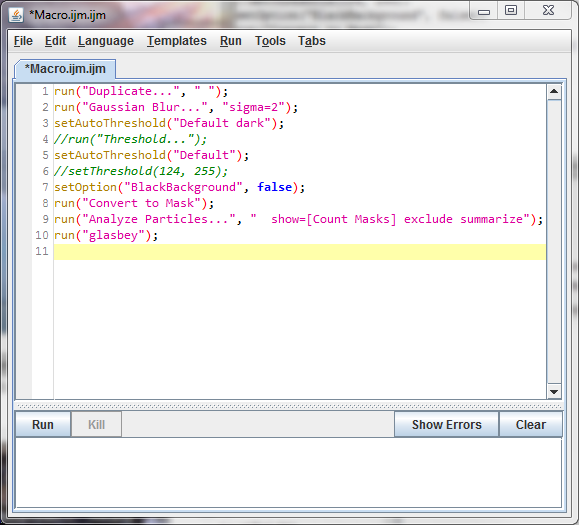 *Macro.ijm.ijm
File Edit Language Templates Run Tools Tabs
*Macro.ijm.ijm
1 run("Duplicate...", " ");
2 run("Gaussian Blur...", "sigma=2");
3 setAutoThreshold("Default dark");
4 //run("Threshold...");
5 setAutoThreshold("Default");
6 //setThreshold(124, 255);
7 setOption("BlackBackground", false);
8 run("Convert to Mask");
9 run("Analyze Particles...", "  show=[Count Masks] exclude summarize");
10 run("glasbey");
11
Run Kill Show Errors Clear